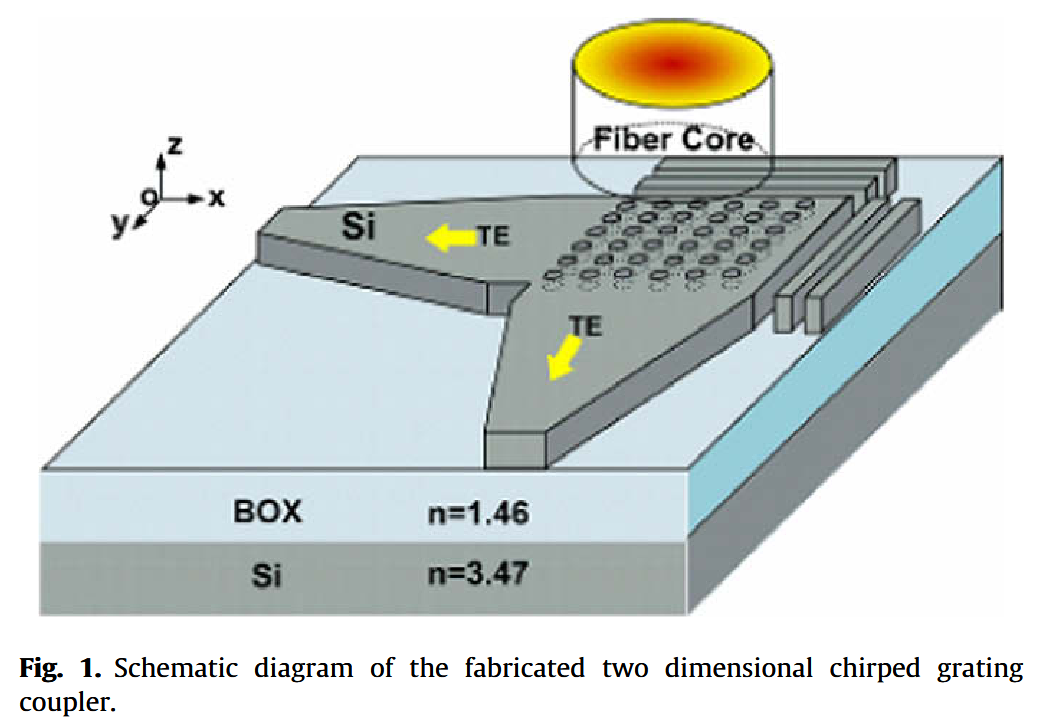 Fiber Core
z
O
x
y
Si
TE
TE
BOX n=1.46
Si n=3.47
Fig. 1. Schematic diagram of the fabricated two dimensional chirped grating
coupler.